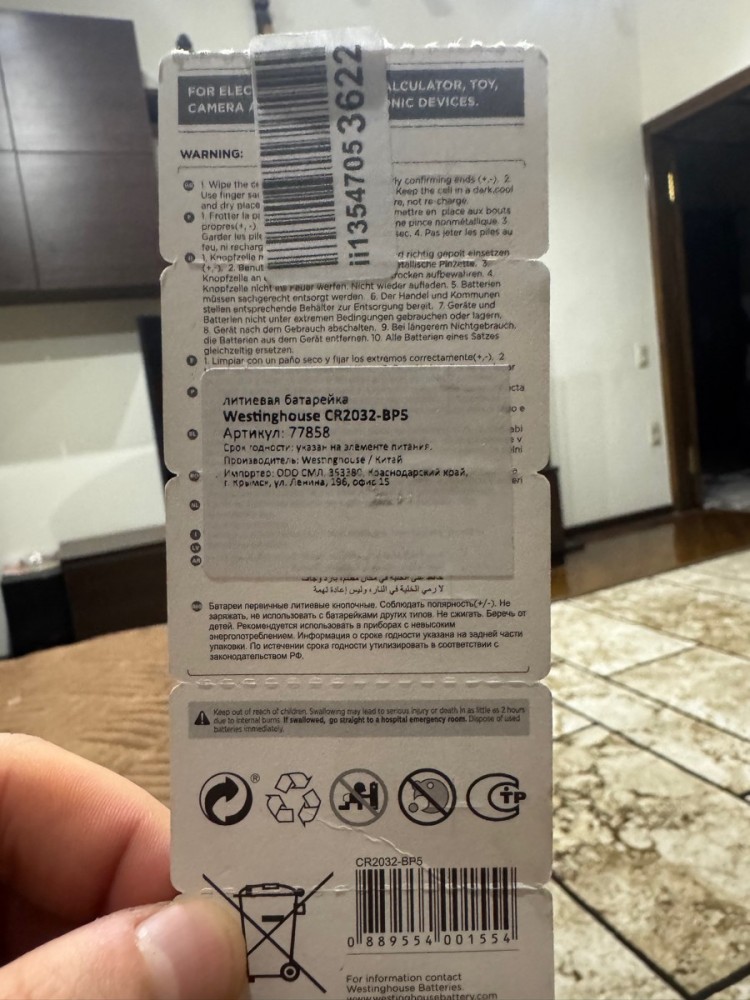 ii13547053622
FOR ELEC ALCULATOR, TOY,
CAMERA NIC DEVICES.
WARNING:
1. Wipe the ly confirming ends (+,-). 2.
Use finger Keep the cell in a dark,cool
and dry place re, not re-charge.
1. Frotter la mettre en place aux bouts
propres(+, -) ne pince nonmétallique. 3.
Garder les sec. 4. Pas jeter les piles au
feu, ni
1. Knopfzelle d richtig gepolt einsetzen
(+,-). 2. etallische Pinzette. 3.
Knopfzelle an rocken aufbewahren. 4.
Knopfzelle nicht ins Feuer werfen. Nicht wieder aufladen. 5. Batterien
müssen sachgerecht entsorgt werden. 6. Der Handel und Kommunen
stellen entsprechende Behälter zur Entsorgung bereit. 7. Geräte und
Batterien nicht unter extremen Bedingungen gebrauchen oder lagern.
8. Gerät nach dem Gebrauch abschalten. 9. Bei längerem Nichtgebrauch,
die Batterien aus dem Gerät entfernen. 10. Alle Batterien eines Satzes
gleichzeitig ersetzen.
1. Limpiar con un paño seco y fijar los extremos correctamente(+,-). 2
литиевая батарейка
Westinghouse CR2032-BP5
Артикул: 77858
Срок годности: указан на элементе питания.
Производитель: Westinghouse / Китай
Импортер: ООО СМЛ, 353380, Краснодарский край,
г. Крымск, ул. Ленина, 196, офис 15
لا رمي الخلية في النار، وليس إعادة لهمة
Батареи первичные литиевые кнопочные. Соблюдать полярность(+/-). Не
заряжать, не использовать с батарейками других типов. Не сжигать. Беречь от
детей. Рекомендуется использовать в приборах с невысоким
энергопотреблением. Информация о сроке годности указана на задней части
упаковки. По истечении срока годности утилизировать в соответствии с
законодательством РФ.
Keep out of reach of children. Swallowing may lead to serious injury or death in as little as 2 hours
due to internal burns. If swallowed, go straight to a hospital emergency room. Dispose of used
batteries immediately.
®
CR2032-BP5
0 889554 001554
For information contact
Westinghouse Batteries.
www.westinghousebattery.com